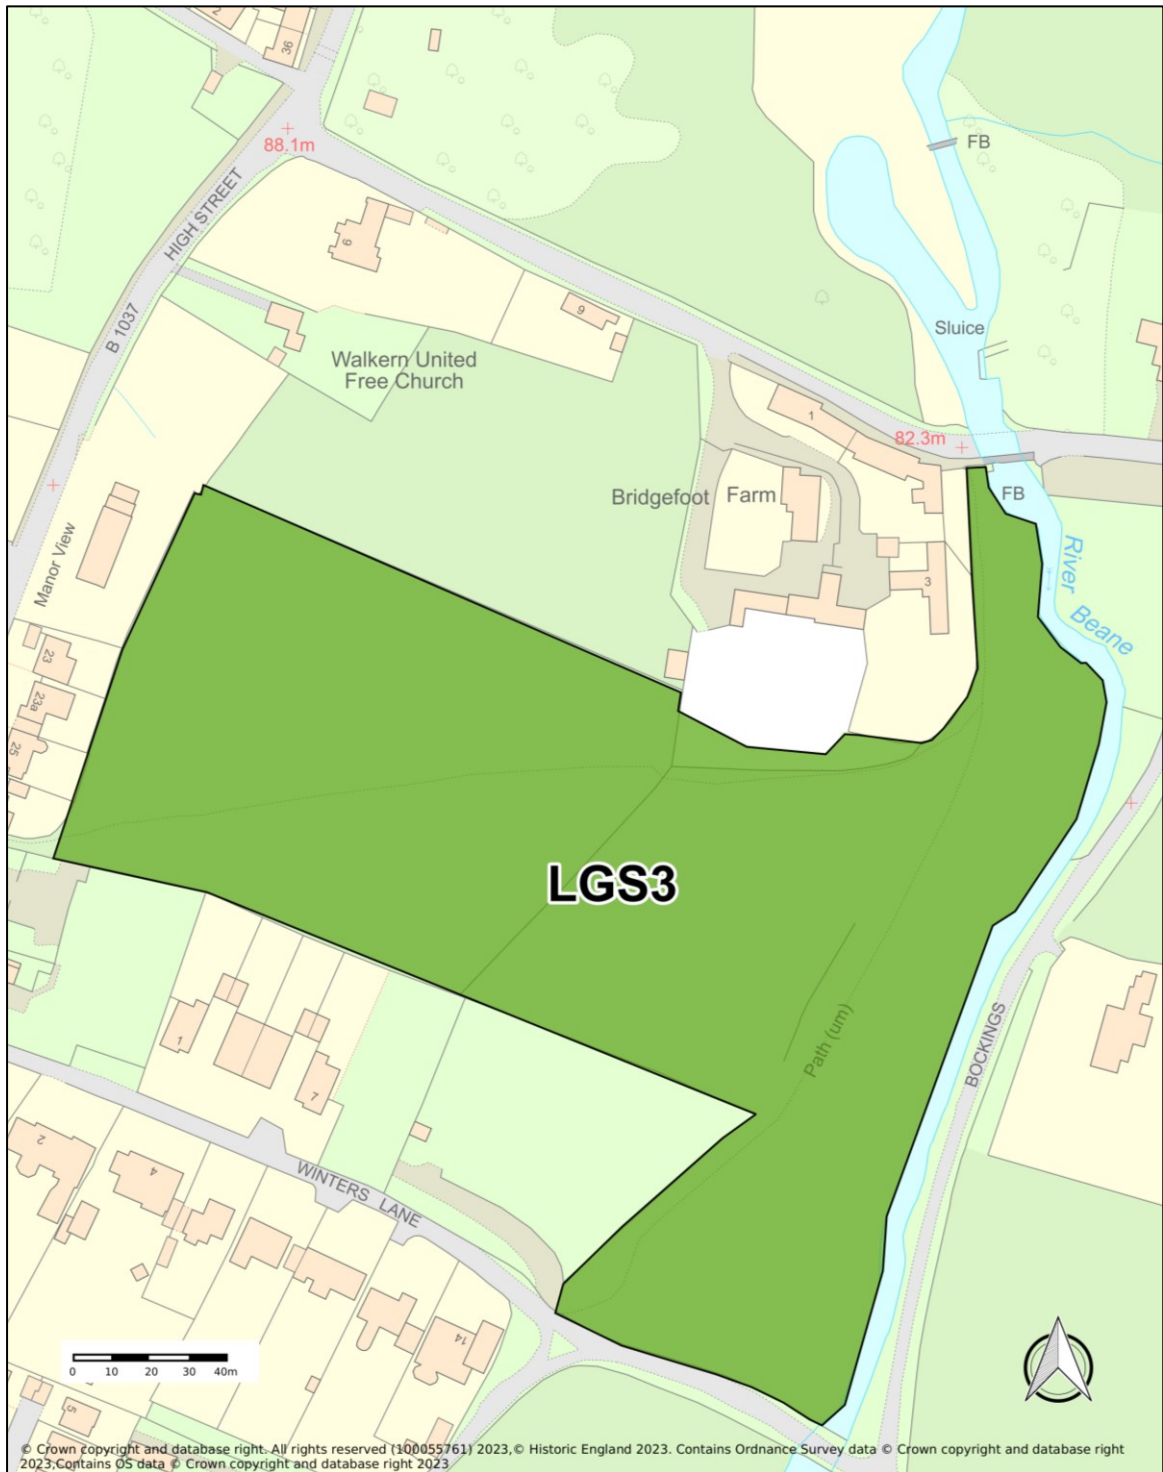 2
36
88.1m
HIGH STREET
FB
B 1037
9
9
Walkern United
Free Church
Sluice
1
82.3m
Bridgefoot Farm
FB
River Beane
Manor View
3
23
23a
25
LGS3
Path (um)
BOCKINGS
1
7
2
4
WINTERS LANE
14
5
0 10 20 30 40m
© Crown copyright and database right. All rights reserved (100055761) 2023,© Historic England 2023. Contains Ordnance Survey data © Crown copyright and database right
2023,Contains OS data © Crown copyright and database right 2023